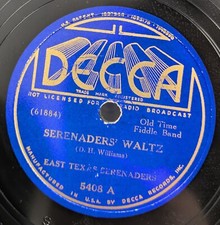 DECCA
TRADE MARK REGISTERED
NOT LICENSED FOR RADIO BROADCAST
(61884)
Old Time
Fiddle Band
SERENADERS' WALTZ
(D. H. Williams)
EAST TEXAS SERENADERS
5408 A
MANUFACTURED IN U.S.A. BY DECCA RECORDS, INC.